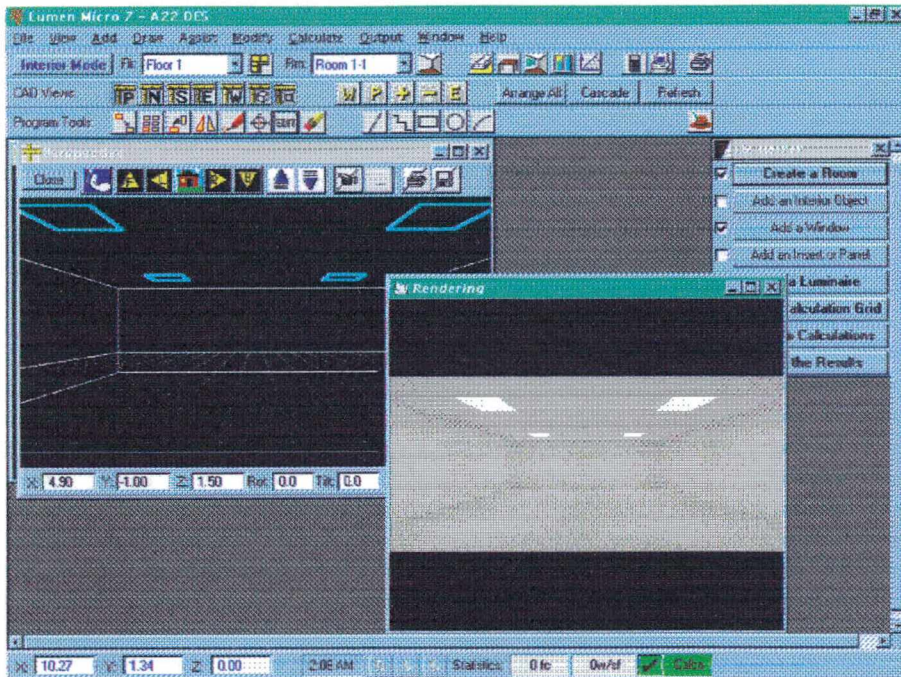 Lumen Micro 7 - A22.DES
File View Add Draw Assist Modify Calculate Output Window Help
Interior Mode Flr: Floor 1 Rm: Room 1-1
CAD Views: P N S E W W P + - E Arrange All Cascade Refresh
Program Tools: EDIT
Close
Create a Room
Add an Interior Object
Add a Window
Add an Insert or Panel
a Luminaire
Calculation Grid
Calculations
the Results
Rendering
X: 4.90 Y: -1.00 Z: 1.50 Rot: 0.0 Tilt: 0.0
X: 10.27 Y: 1.34 Z: 0.00 2:06 AM Statistics: 0 fc 0w/sf Calcs